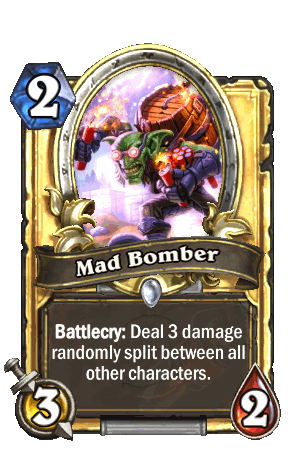 2
Mad Bomber
Battlecry: Deal 3 damage
randomly split between all
other characters.
3
2